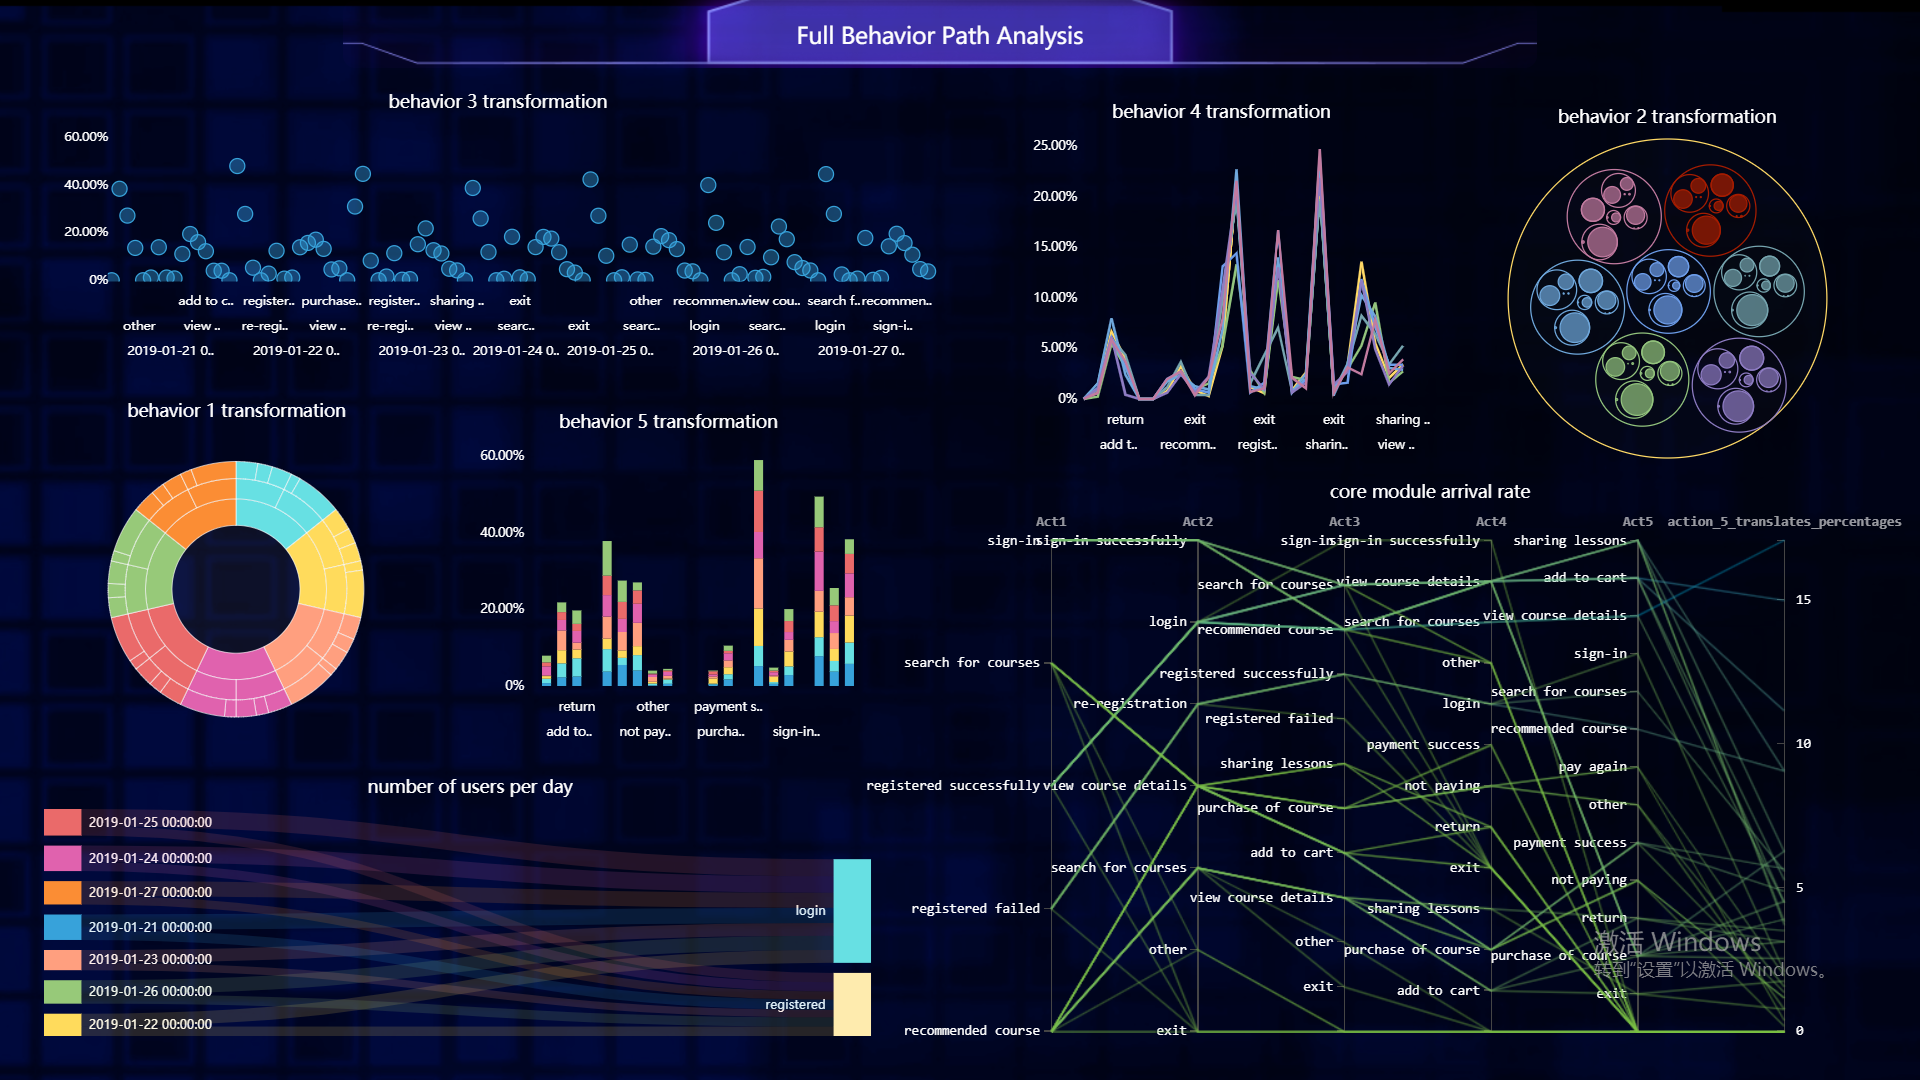 Full Behavior Path Analysis
behavior 3 transformation
60.00%
40.00%
20.00%
0%
add to c.. register.. purchase.. register.. sharing .. exit other recommen.. view cou.. search f.. recommen..
other view .. re-regi.. view .. re-regi.. view .. searc.. exit searc.. login searc.. login sign-i..
2019-01-21 0.. 2019-01-22 0.. 2019-01-23 0.. 2019-01-24 0.. 2019-01-25 0.. 2019-01-26 0.. 2019-01-27 0..
behavior 4 transformation
25.00%
20.00%
15.00%
10.00%
5.00%
0%
return exit exit exit sharing ..
add t.. recomm.. regist.. sharin.. view ..
behavior 2 transformation
behavior 1 transformation
behavior 5 transformation
60.00%
40.00%
20.00%
0%
return other payment s..
add to.. not pay.. purcha.. sign-in..
core module arrival rate
Act1 Act2 Act3 Act4 Act5 action_5_translates_percentages
sign-in
search for courses
registered successfully
registered failed
recommended course
sign-in successfully
login
re-registration
view course details
search for courses
other
exit
sign-in
search for courses
recommended course
registered successfully
registered failed
sharing lessons
purchase of course
add to cart
view course details
other
exit
sign-in successfully
view course details
search for courses
other
login
payment success
not paying
return
exit
sharing lessons
purchase of course
add to cart
sharing lessons
add to cart
view course details
sign-in
search for courses
recommended course
pay again
other
payment success
not paying
return
purchase of course
exit
15
10
5
0
number of users per day
2019-01-25 00:00:00
2019-01-24 00:00:00
2019-01-27 00:00:00
2019-01-21 00:00:00
2019-01-23 00:00:00
2019-01-26 00:00:00
2019-01-22 00:00:00
login
registered
激活 Windows
转到“设置”以激活 Windows。